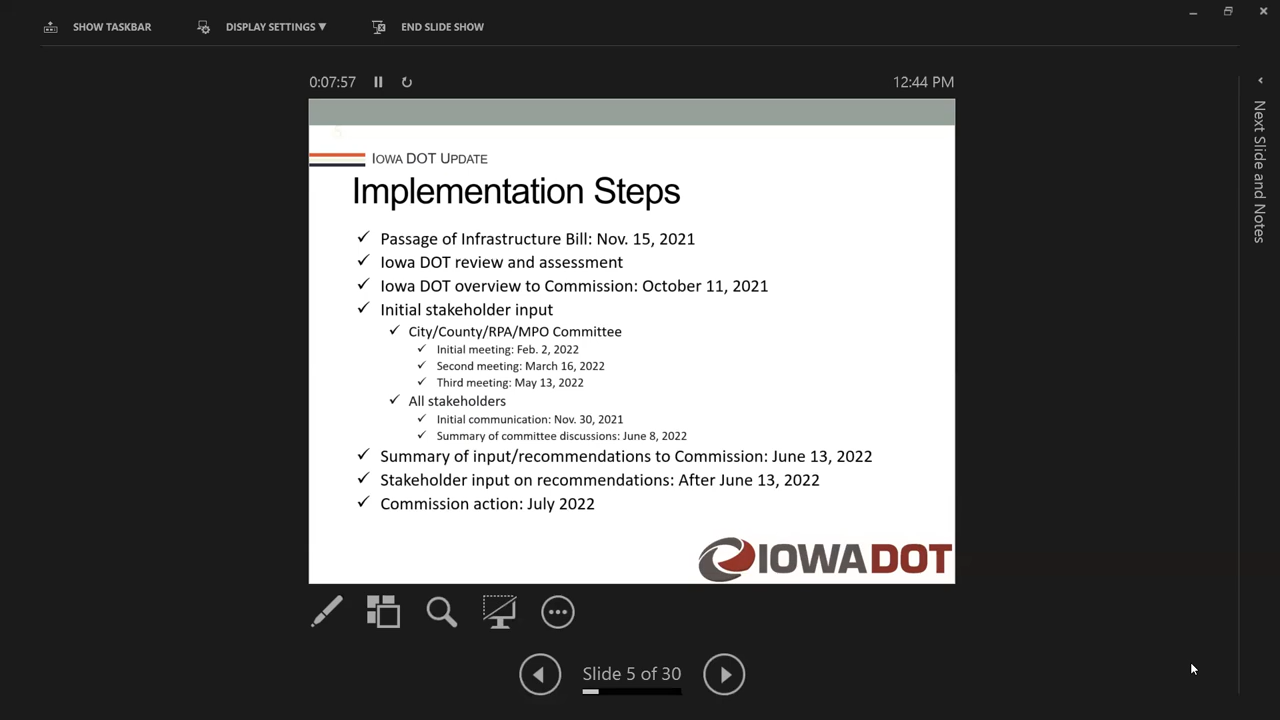 SHOW TASKBAR DISPLAY SETTINGS ▼ END SLIDE SHOW
0:07:57 12:44 PM
Next Slide and Notes
IOWA DOT UPDATE
Implementation Steps
✓ Passage of Infrastructure Bill: Nov. 15, 2021
✓ Iowa DOT review and assessment
✓ Iowa DOT overview to Commission: October 11, 2021
✓ Initial stakeholder input
✓ City/County/RPA/MPO Committee
✓ Initial meeting: Feb. 2, 2022
✓ Second meeting: March 16, 2022
✓ Third meeting: May 13, 2022
✓ All stakeholders
✓ Initial communication: Nov. 30, 2021
✓ Summary of committee discussions: June 8, 2022
✓ Summary of input/recommendations to Commission: June 13, 2022
✓ Stakeholder input on recommendations: After June 13, 2022
✓ Commission action: July 2022
IOWADOT
Slide 5 of 30